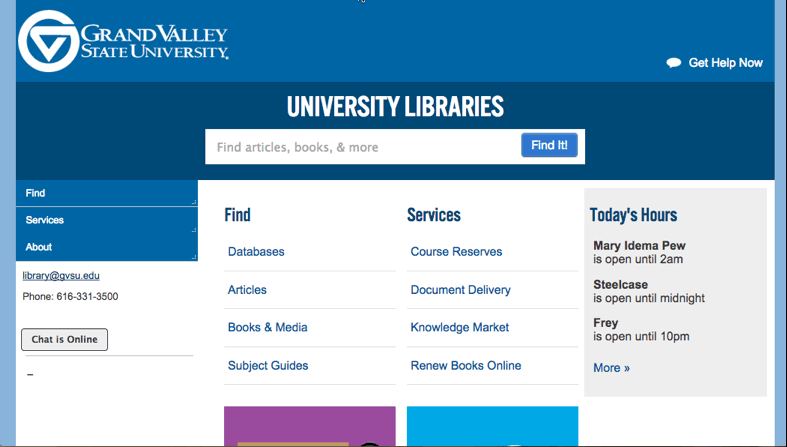 GRAND VALLEY
STATE UNIVERSITY.
Get Help Now
UNIVERSITY LIBRARIES
Find articles, books, & more
Find It!
Find
Services
About
library@gvsu.edu
Phone: 616-331-3500
Chat is Online
Find
Databases
Articles
Books & Media
Subject Guides
Services
Course Reserves
Document Delivery
Knowledge Market
Renew Books Online
Today's Hours
Mary Idema Pew
is open until 2am
Steelcase
is open until midnight
Frey
is open until 10pm
More »